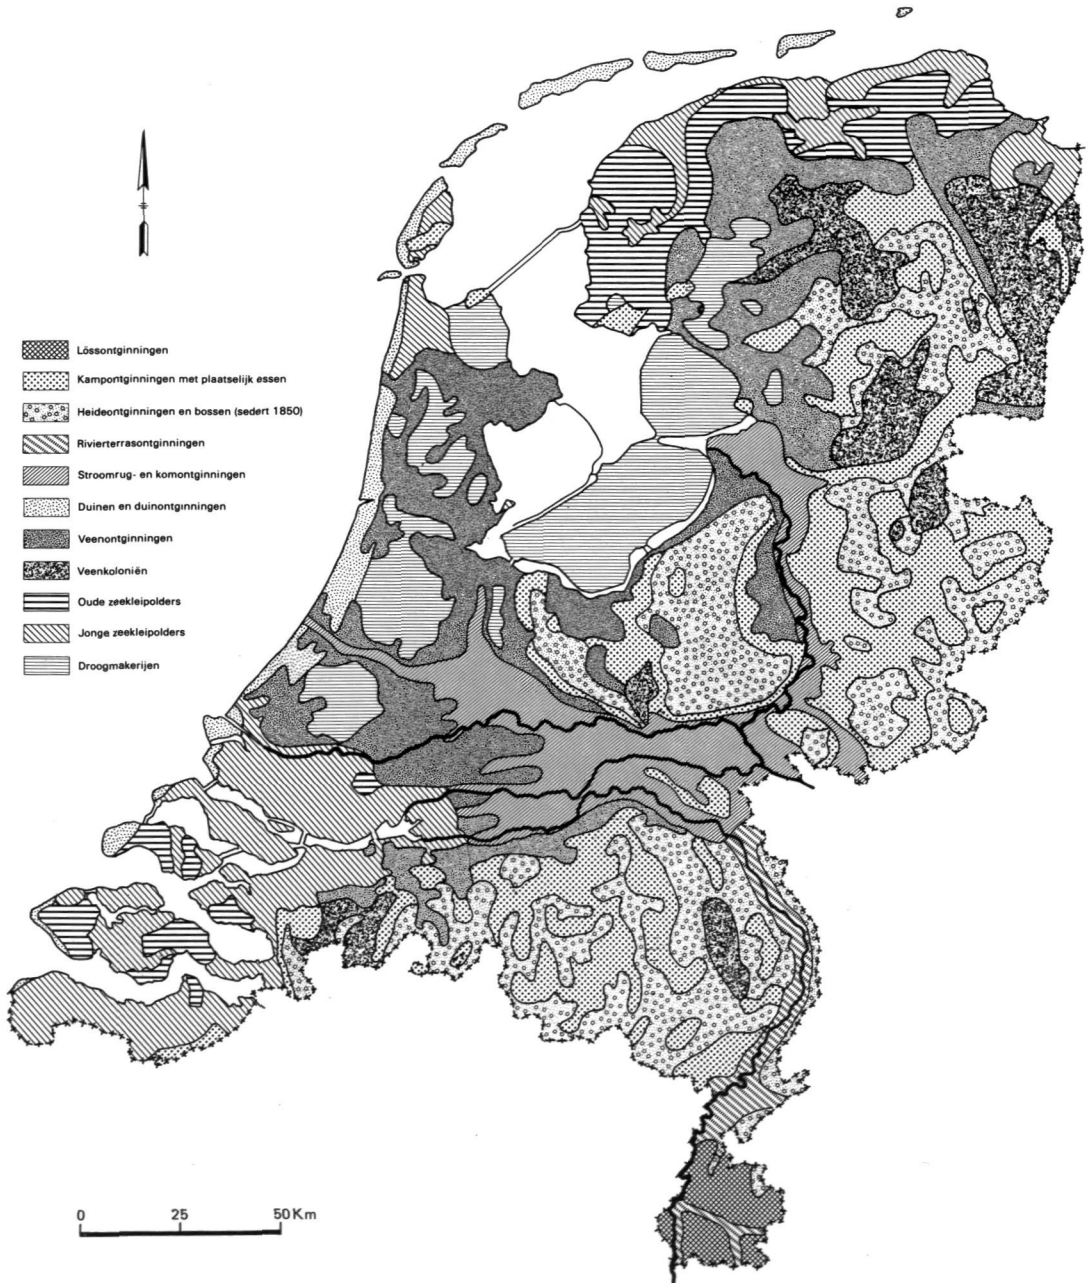 Lössontginningen
Kampontginningen met plaatselijk essen
Heideontginningen en bossen (sedert 1850)
Rivierterrasontginningen
Stroomrug- en komontginningen
Duinen en duinontginningen
Veenontginningen
Veenkoloniën
Oude zeekleipolders
Jonge zeekleipolders
Droogmakerijen
0 25 50 Km